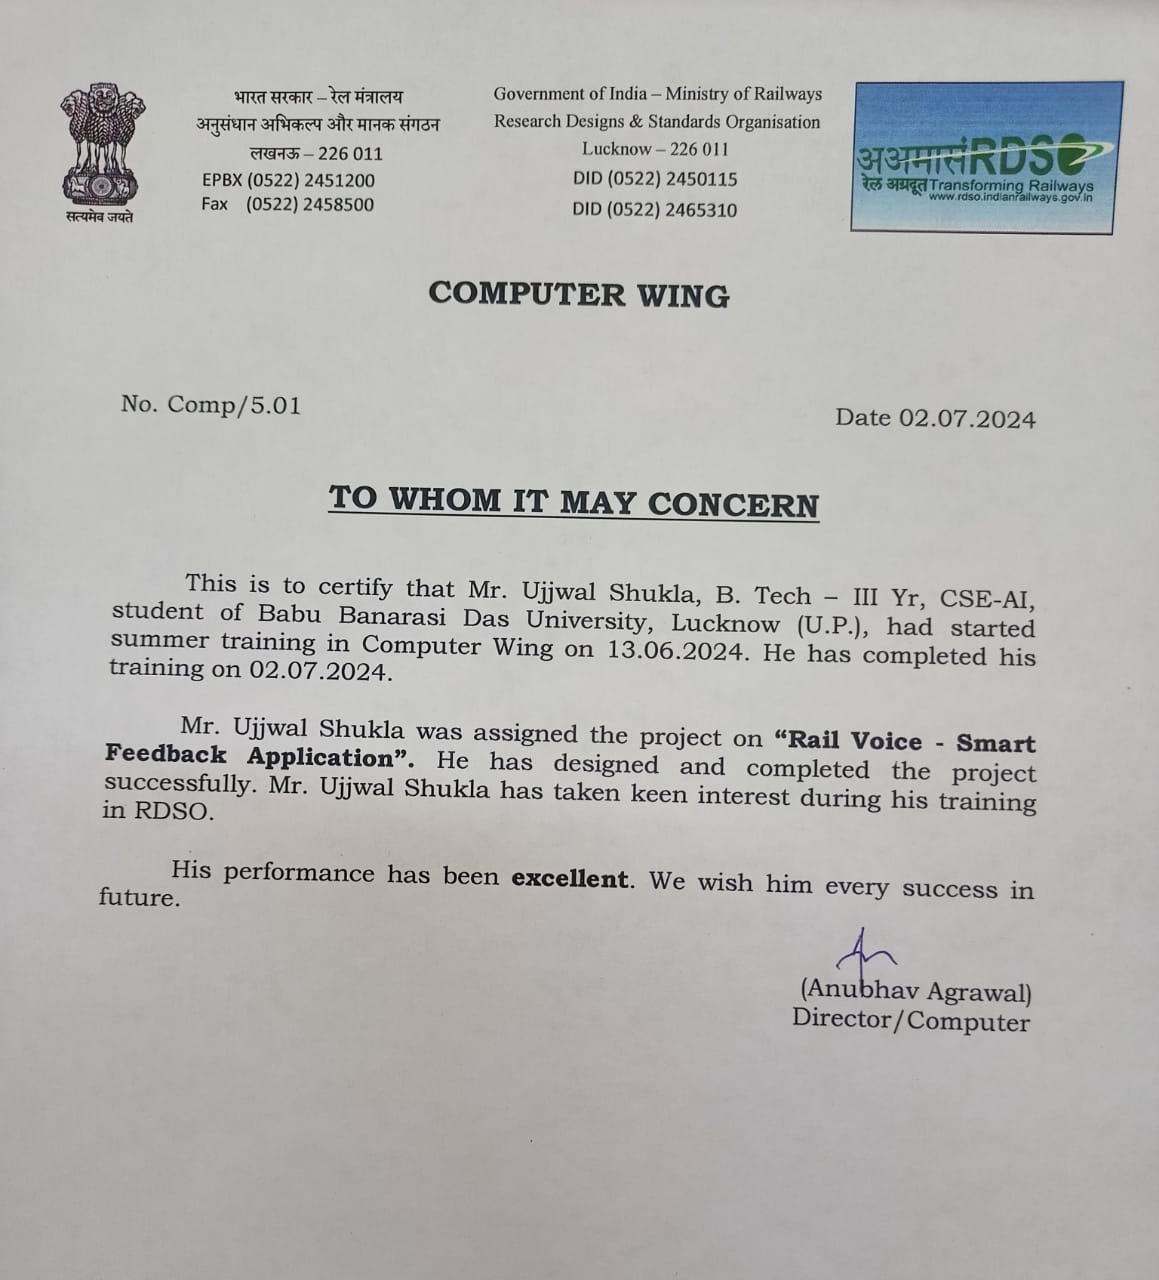 सत्यमेव जयते
भारत सरकार – रेल मंत्रालय
अनुसंधान अभिकल्प और मानक संगठन
लखनऊ – 226 011
EPBX (0522) 2451200
Fax (0522) 2458500
Government of India – Ministry of Railways
Research Designs & Standards Organisation
Lucknow – 226 011
DID (0522) 2450115
DID (0522) 2465310
अअमासंRDSO
रेल अग्रदूत Transforming Railways
www.rdso.indianrailways.gov.in
COMPUTER WING
No. Comp/5.01
Date 02.07.2024
TO WHOM IT MAY CONCERN
This is to certify that Mr. Ujjwal Shukla, B. Tech – III Yr, CSE-AI,
student of Babu Banarasi Das University, Lucknow (U.P.), had started
summer training in Computer Wing on 13.06.2024. He has completed his
training on 02.07.2024.
Mr. Ujjwal Shukla was assigned the project on “Rail Voice - Smart
Feedback Application”. He has designed and completed the project
successfully. Mr. Ujjwal Shukla has taken keen interest during his training
in RDSO.
His performance has been excellent. We wish him every success in
future.
(Anubhav Agrawal)
Director/Computer